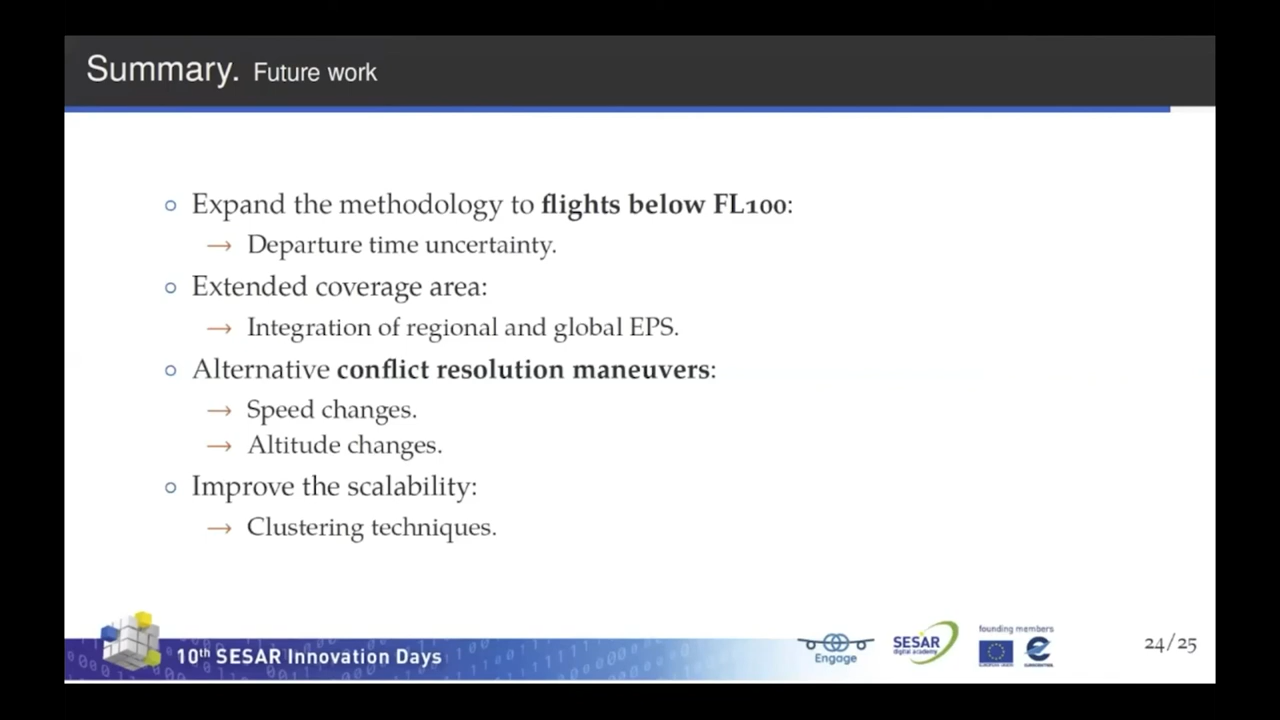 Summary. Future work
Expand the methodology to flights below FL100:
→ Departure time uncertainty.
Extended coverage area:
→ Integration of regional and global EPS.
Alternative conflict resolution maneuvers:
→ Speed changes.
→ Altitude changes.
Improve the scalability:
→ Clustering techniques.
10th SESAR Innovation Days
Engage
SESAR
digital academy
founding members
EUROCONTROL
24/25